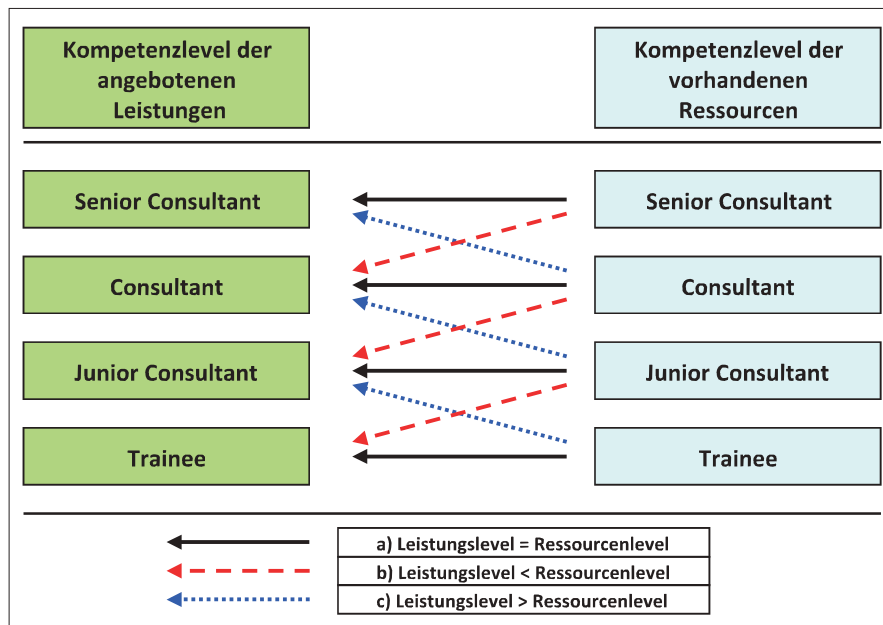 Kompetenzlevel der
angebotenen
Leistungen
Kompetenzlevel der
vorhandenen
Ressourcen
Senior Consultant
Senior Consultant
Consultant
Consultant
Junior Consultant
Junior Consultant
Trainee
Trainee
a) Leistungslevel = Ressourcenlevel
b) Leistungslevel < Ressourcenlevel
c) Leistungslevel > Ressourcenlevel